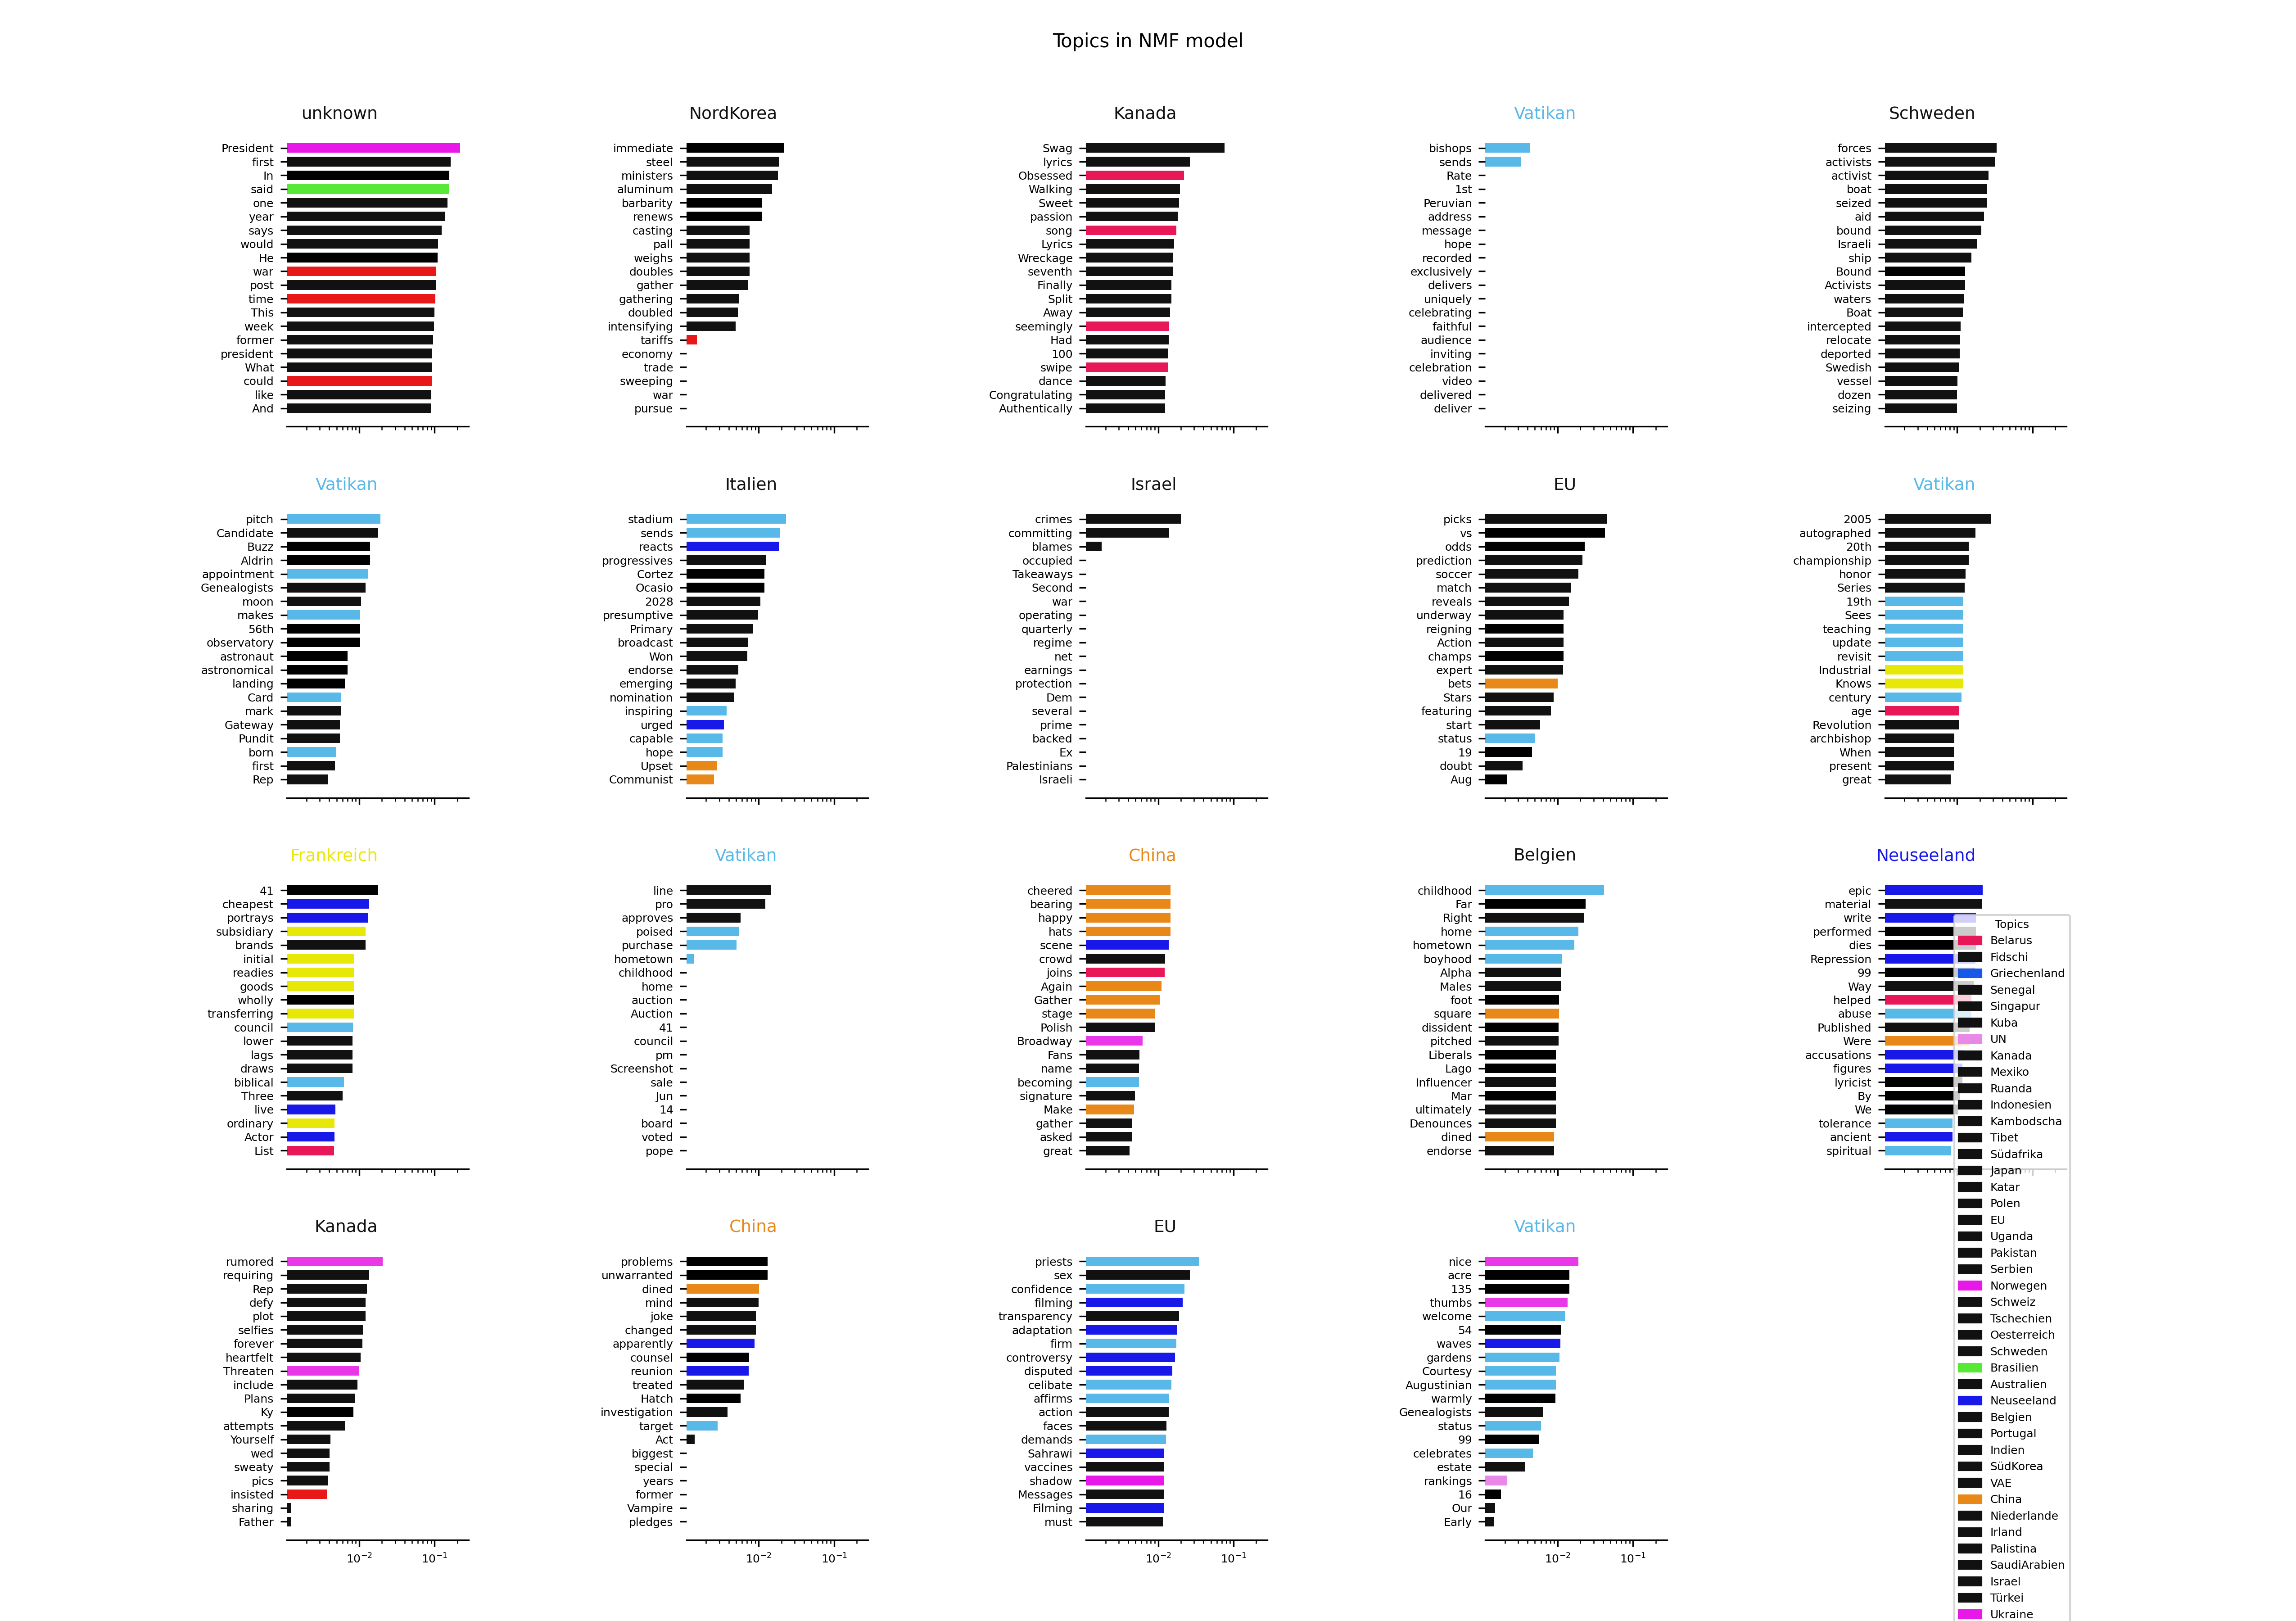 Topics in NMF model
unknown
President
first
In
said
one
year
says
would
He
war
post
time
This
week
former
president
What
could
like
And
NordKorea
immediate
steel
ministers
aluminum
barbarity
renews
casting
pall
weighs
doubles
gather
gathering
doubled
intensifying
tariffs
economy
trade
sweeping
war
pursue
Kanada
Swag
lyrics
Obsessed
Walking
Sweet
passion
song
Lyrics
Wreckage
seventh
Finally
Split
Away
seemingly
Had
100
swipe
dance
Congratulating
Authentically
Vatikan
bishops
sends
Rate
1st
Peruvian
address
message
hope
recorded
exclusively
delivers
uniquely
celebrating
faithful
audience
inviting
celebration
video
delivered
deliver
Schweden
forces
activists
activist
boat
seized
aid
bound
Israeli
ship
Bound
Activists
waters
Boat
intercepted
relocate
deported
Swedish
vessel
dozen
seizing
Vatikan
pitch
Candidate
Buzz
Aldrin
appointment
Genealogists
moon
makes
56th
observatory
astronaut
astronomical
landing
Card
mark
Gateway
Pundit
born
first
Rep
Italien
stadium
sends
reacts
progressives
Cortez
Ocasio
2028
presumptive
Primary
broadcast
Won
endorse
emerging
nomination
inspiring
urged
capable
hope
Upset
Communist
Israel
crimes
committing
blames
occupied
Takeaways
Second
war
operating
quarterly
regime
net
earnings
protection
Dem
several
prime
backed
Ex
Palestinians
Israeli
EU
picks
vs
odds
prediction
soccer
match
reveals
underway
reigning
Action
champs
expert
bets
Stars
featuring
start
status
19
doubt
Aug
Vatikan
2005
autographed
20th
championship
honor
Series
19th
Sees
teaching
update
revisit
Industrial
Knows
century
age
Revolution
archbishop
When
present
great
Frankreich
41
cheapest
portrays
subsidiary
brands
initial
readies
goods
wholly
transferring
council
lower
lags
draws
biblical
Three
live
ordinary
Actor
List
Vatikan
line
pro
approves
poised
purchase
hometown
childhood
home
auction
Auction
41
council
pm
Screenshot
sale
Jun
14
board
voted
pope
China
cheered
bearing
happy
hats
scene
crowd
joins
Again
Gather
stage
Polish
Broadway
Fans
name
becoming
signature
Make
gather
asked
great
Belgien
childhood
Far
Right
home
hometown
boyhood
Alpha
Males
foot
square
dissident
pitched
Liberals
Lago
Influencer
Mar
ultimately
Denounces
dined
endorse
Neuseeland
epic
material
write
performed
dies
Repression
99
Way
helped
abuse
Published
Were
accusations
figures
lyricist
By
We
tolerance
ancient
spiritual
Kanada
rumored
requiring
Rep
defy
plot
selfies
forever
heartfelt
Threaten
include
Plans
Ky
attempts
Yourself
wed
sweaty
pics
insisted
sharing
Father
10⁻² 10⁻¹
China
problems
unwarranted
dined
mind
joke
changed
apparently
counsel
reunion
treated
Hatch
investigation
target
Act
biggest
special
years
former
Vampire
pledges
10⁻² 10⁻¹
EU
priests
sex
confidence
filming
transparency
adaptation
firm
controversy
disputed
celibate
affirms
action
faces
demands
Sahrawi
vaccines
shadow
Messages
Filming
must
10⁻² 10⁻¹
Vatikan
nice
acre
135
thumbs
welcome
54
waves
gardens
Courtesy
Augustinian
warmly
Genealogists
status
99
celebrates
estate
rankings
16
Our
Early
10⁻² 10⁻¹
Topics
Belarus
Fidschi
Griechenland
Senegal
Singapur
Kuba
UN
Kanada
Mexiko
Ruanda
Indonesien
Kambodscha
Tibet
Südafrika
Japan
Katar
Polen
EU
Uganda
Pakistan
Serbien
Norwegen
Schweiz
Tschechien
Oesterreich
Schweden
Brasilien
Australien
Neuseeland
Belgien
Portugal
Indien
SüdKorea
VAE
China
Niederlande
Irland
Palistina
SaudiArabien
Israel
Türkei
Ukraine